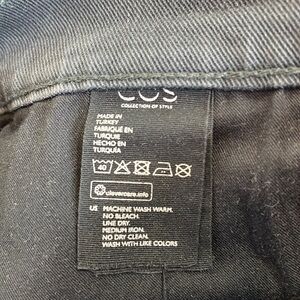 COS
COLLECTION OF STYLE
MADE IN
TURKEY
FABRIQUÉ EN
TURQUIE
HECHO EN
TURQUÍA
40
clevercare.info
US MACHINE WASH WARM.
NO BLEACH.
LINE DRY.
MEDIUM IRON.
NO DRY CLEAN.
WASH WITH LIKE COLORS